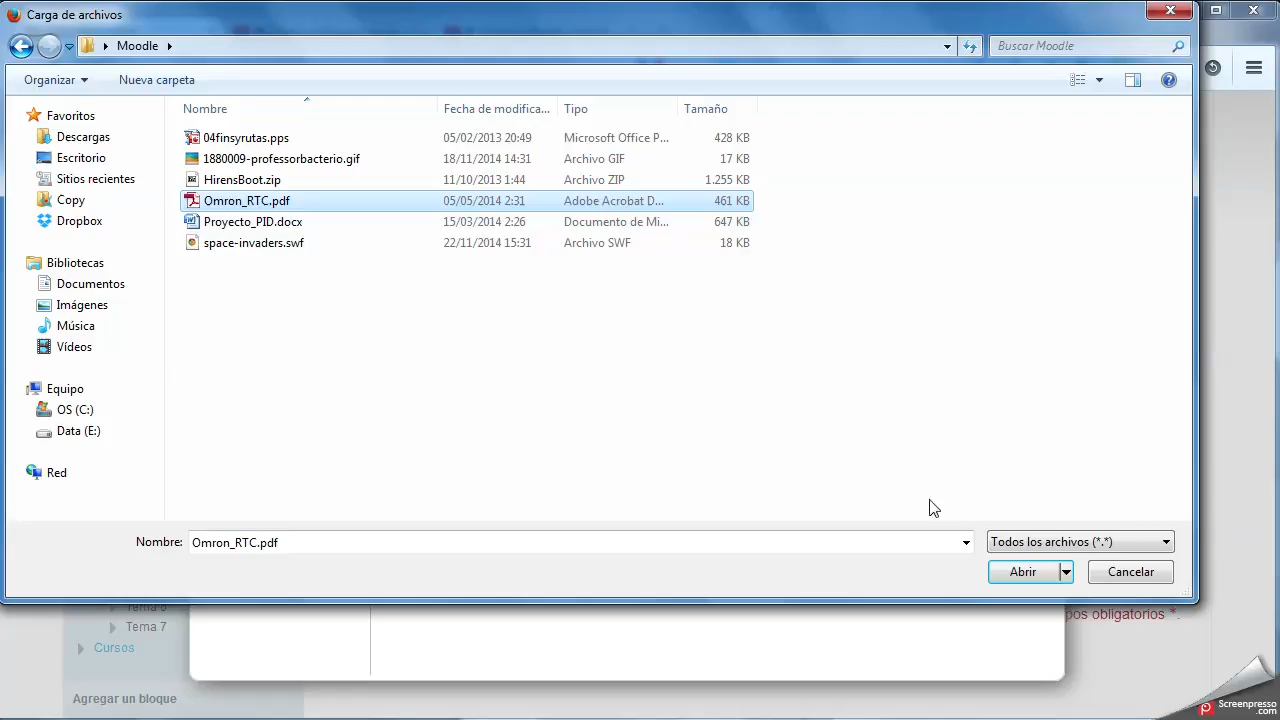 Carga de archivos
Moodle
Buscar Moodle
Organizar
Nueva carpeta
Nombre
Fecha de modifica...
Tipo
Tamaño
Favoritos
Descargas
Escritorio
Sitios recientes
Copy
Dropbox
Bibliotecas
Documentos
Imágenes
Música
Vídeos
Equipo
OS (C:)
Data (E:)
Red
04finsyrutas.pps 05/02/2013 20:49 Microsoft Office P... 428 KB
1880009-professorbacterio.gif 18/11/2014 14:31 Archivo GIF 17 KB
HirensBoot.zip 11/10/2013 1:44 Archivo ZIP 1.255 KB
Omron_RTC.pdf 05/05/2014 2:31 Adobe Acrobat D... 461 KB
Proyecto_PID.docx 15/03/2014 2:26 Documento de Mi... 647 KB
space-invaders.swf 22/11/2014 15:31 Archivo SWF 18 KB
Nombre: Omron_RTC.pdf
Todos los archivos (*.*)
Abrir
Cancelar
Tema 6
Tema 7
Cursos
Agregar un bloque
pos obligatorios *.
Screenpresso
.com